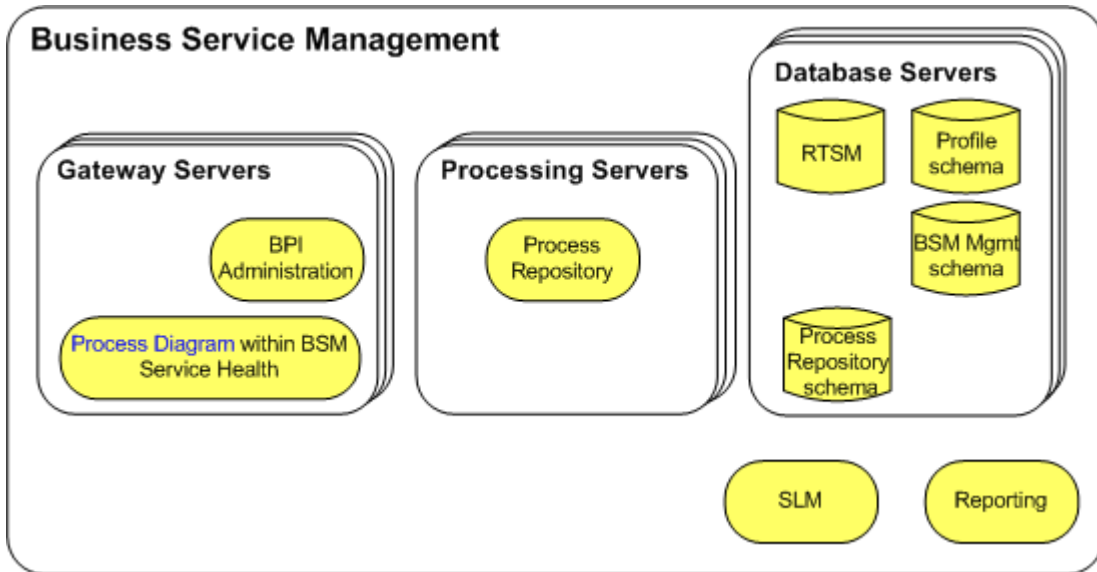 Business Service Management
Gateway Servers
BPI
Administration
Process Diagram within BSM
Service Health
Processing Servers
Process
Repository
Database Servers
RTSM
Profile
schema
BSM Mgmt
schema
Process
Repository
schema
SLM
Reporting